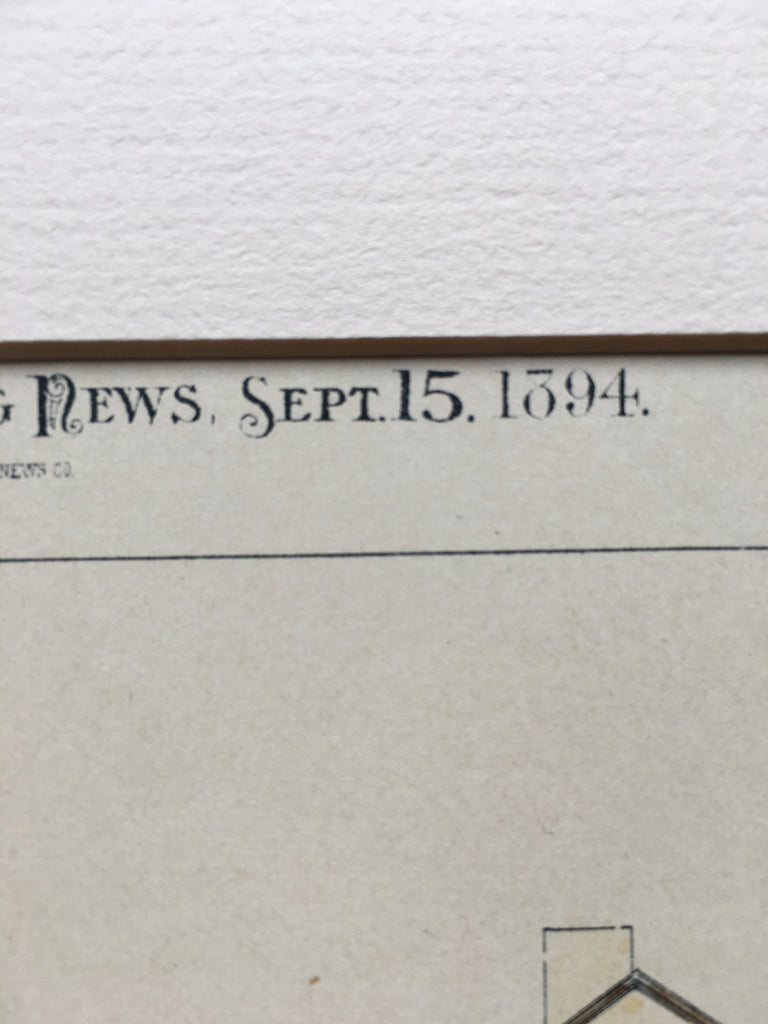 G NEWS, SEPT. 15. 1894.
NEWS CO.